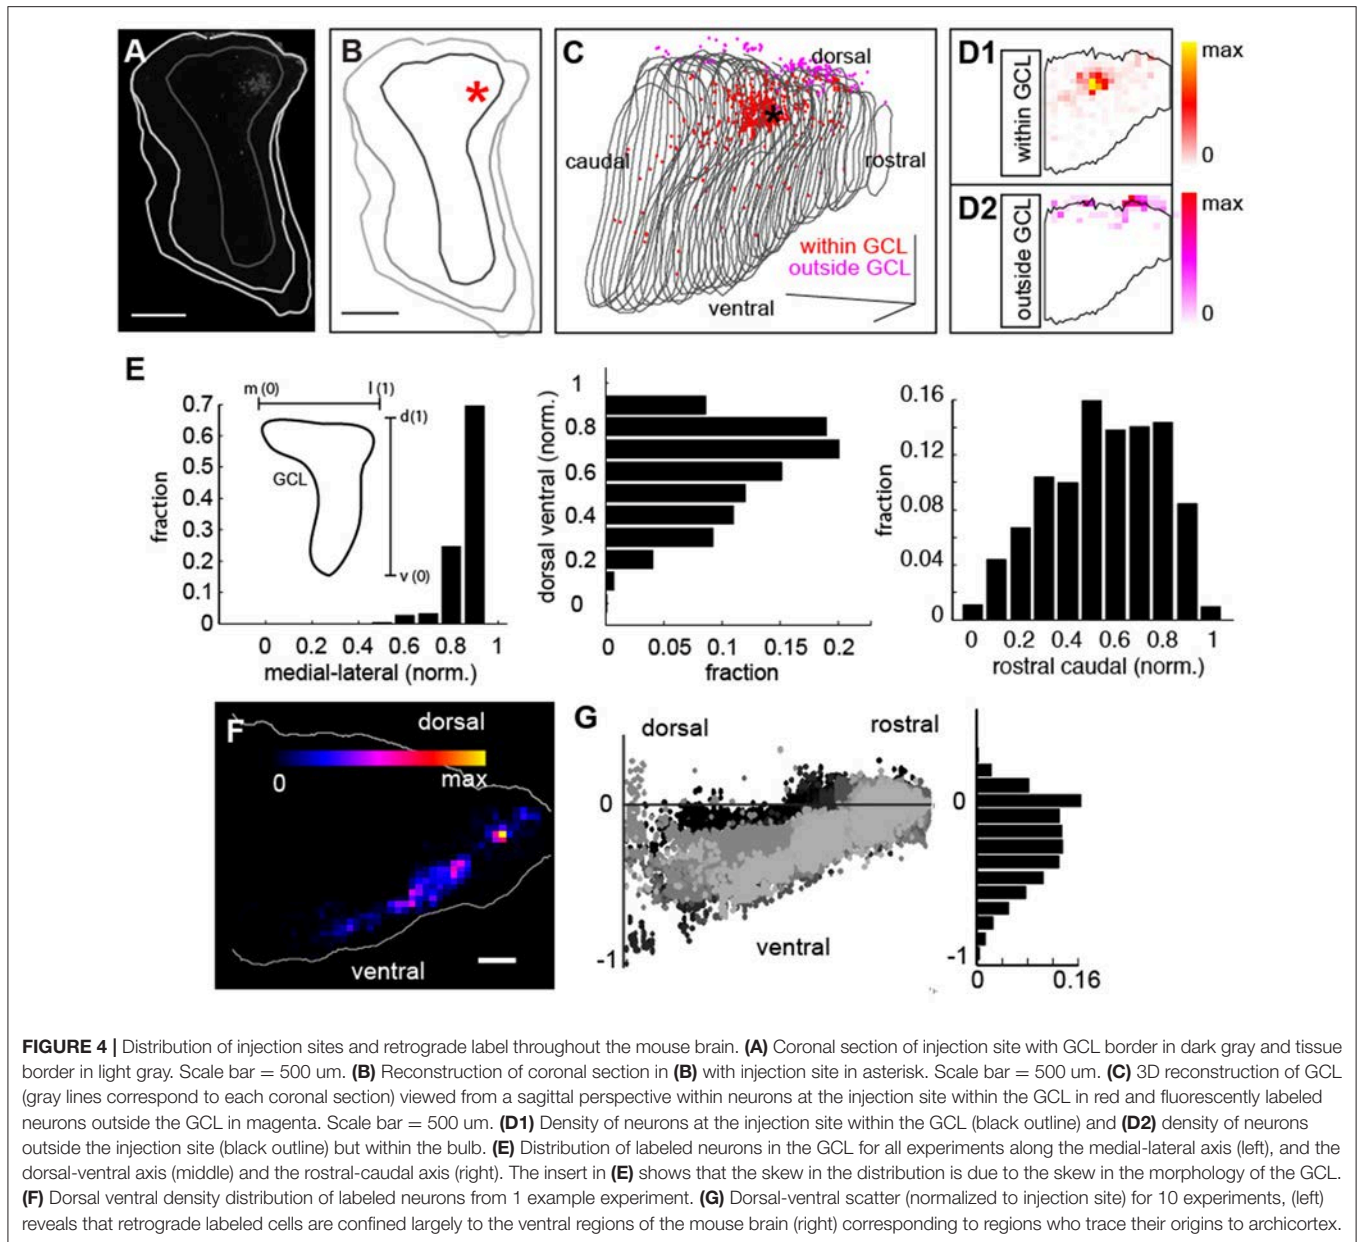 A
B
C
dorsal
caudal
rostral
within GCL
outside GCL
ventral
D1
within GCL
max
0
D2
outside GCL
max
0
E
m (0)
l (1)
d (1)
GCL
v (0)
fraction
0.7
0.6
0.5
0.4
0.3
0.2
0.1
0
0 0.2 0.4 0.6 0.8 1
medial-lateral (norm.)
dorsal ventral (norm.)
1
0.8
0.6
0.4
0.2
0
0 0.05 0.1 0.15 0.2
fraction
fraction
0.16
0.12
0.08
0.04
0
0 0.2 0.4 0.6 0.8 1
rostral caudal (norm.)
F
dorsal
0
max
ventral
G
dorsal
rostral
0
-1
ventral
0
-1
0 0.16
FIGURE 4 | Distribution of injection sites and retrograde label throughout the mouse brain. (A) Coronal section of injection site with GCL border in dark gray and tissue
border in light gray. Scale bar = 500 um. (B) Reconstruction of coronal section in (B) with injection site in asterisk. Scale bar = 500 um. (C) 3D reconstruction of GCL
(gray lines correspond to each coronal section) viewed from a sagittal perspective within neurons at the injection site within the GCL in red and fluorescently labeled
neurons outside the GCL in magenta. Scale bar = 500 um. (D1) Density of neurons at the injection site within the GCL (black outline) and (D2) density of neurons
outside the injection site (black outline) but within the bulb. (E) Distribution of labeled neurons in the GCL for all experiments along the medial-lateral axis (left), and the
dorsal-ventral axis (middle) and the rostral-caudal axis (right). The insert in (E) shows that the skew in the distribution is due to the skew in the morphology of the GCL.
(F) Dorsal ventral density distribution of labeled neurons from 1 example experiment. (G) Dorsal-ventral scatter (normalized to injection site) for 10 experiments, (left)
reveals that retrograde labeled cells are confined largely to the ventral regions of the mouse brain (right) corresponding to regions who trace their origins to archicortex.